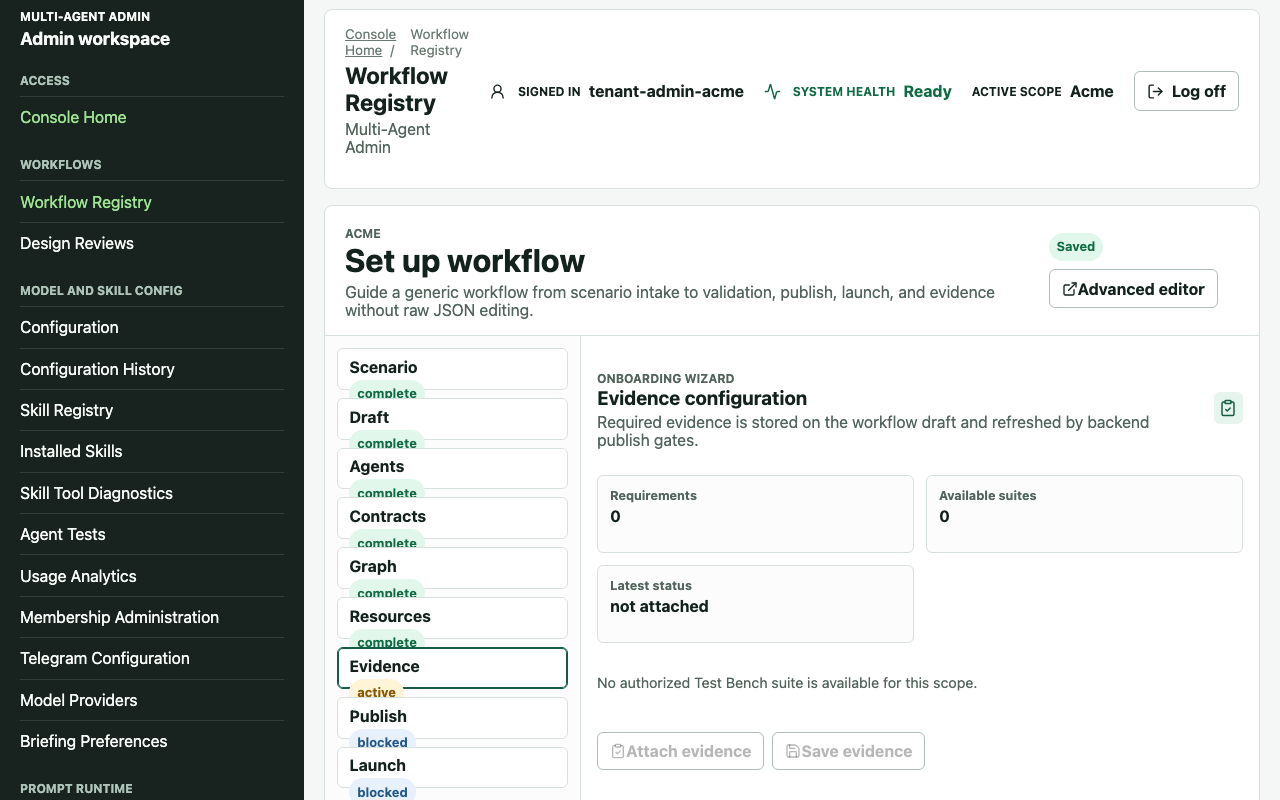 MULTI-AGENT ADMIN
Admin workspace
ACCESS
Console Home
WORKFLOWS
Workflow Registry
Design Reviews
MODEL AND SKILL CONFIG
Configuration
Configuration History
Skill Registry
Installed Skills
Skill Tool Diagnostics
Agent Tests
Usage Analytics
Membership Administration
Telegram Configuration
Model Providers
Briefing Preferences
PROMPT RUNTIME
Console Home / Workflow Registry
Workflow Registry
Multi-Agent Admin
SIGNED IN tenant-admin-acme
SYSTEM HEALTH Ready
ACTIVE SCOPE Acme
Log off
ACME
Set up workflow
Guide a generic workflow from scenario intake to validation, publish, launch, and evidence
without raw JSON editing.
Saved
Advanced editor
Scenario
complete
Draft
complete
Agents
complete
Contracts
complete
Graph
complete
Resources
complete
Evidence
active
Publish
blocked
Launch
blocked
ONBOARDING WIZARD
Evidence configuration
Required evidence is stored on the workflow draft and refreshed by backend
publish gates.
Requirements
0
Available suites
0
Latest status
not attached
No authorized Test Bench suite is available for this scope.
Attach evidence
Save evidence